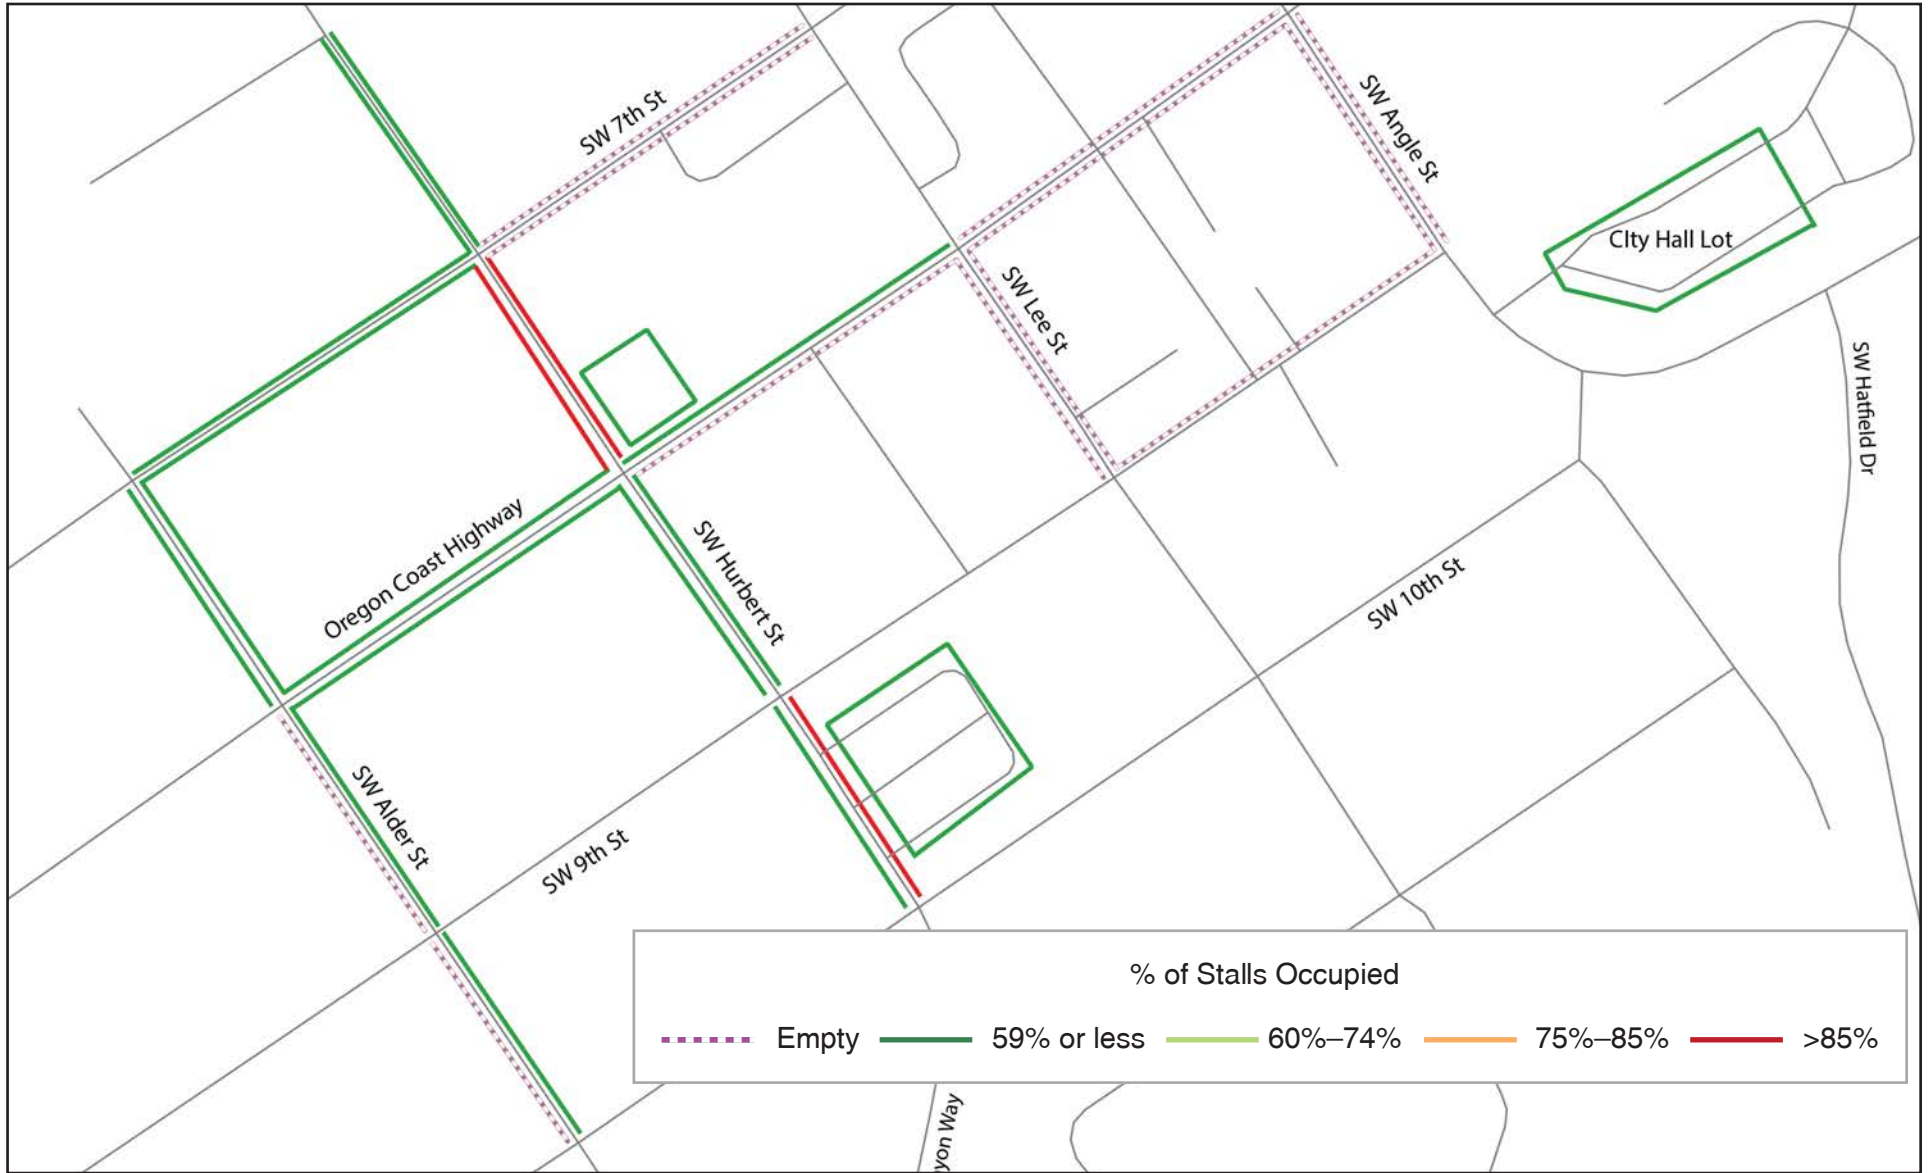 SW 7th St
SW Angle St
CIty Hall Lot
SW Lee St
SW Hatfield Dr
Oregon Coast Highway
SW Hurbert St
SW 10th St
SW Alder St
SW 9th St
% of Stalls Occupied
Empty 59% or less 60%–74% 75%–85% >85%
yon Way